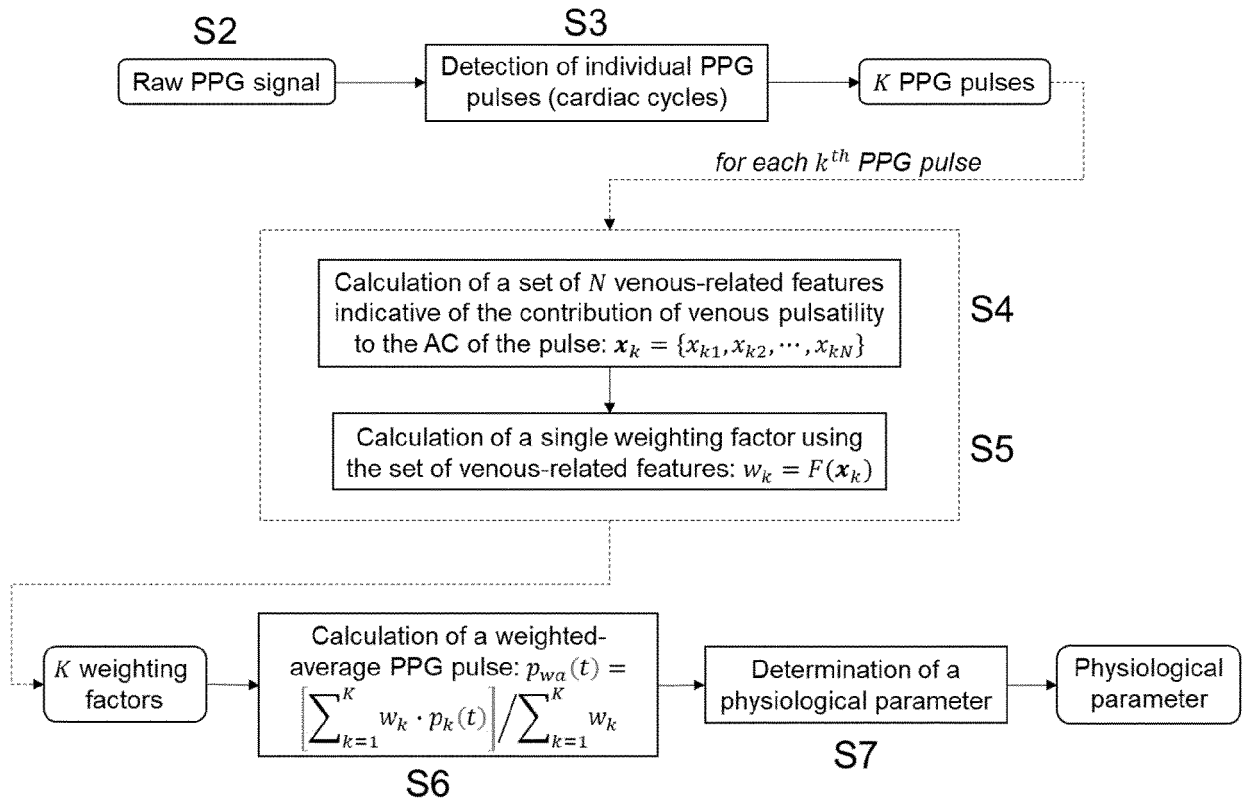 S2
S3
Raw PPG signal
Detection of individual PPG
pulses (cardiac cycles)
K PPG pulses
for each kᵗʰ PPG pulse
Calculation of a set of N venous-related features
indicative of the contribution of venous pulsatility
to the AC of the pulse: 𝒙ₖ = {xₖ₁, xₖ₂, ⋯, xₖN}
S4
Calculation of a single weighting factor using
the set of venous-related features: wₖ = F(𝒙ₖ)
S5
K weighting
factors
Calculation of a weighted-
average PPG pulse: p_wa(t) =
[∑_{k=1}^{K} wₖ · pₖ(t)] / ∑_{k=1}^{K} wₖ
S6
Determination of a
physiological parameter
S7
Physiological
parameter